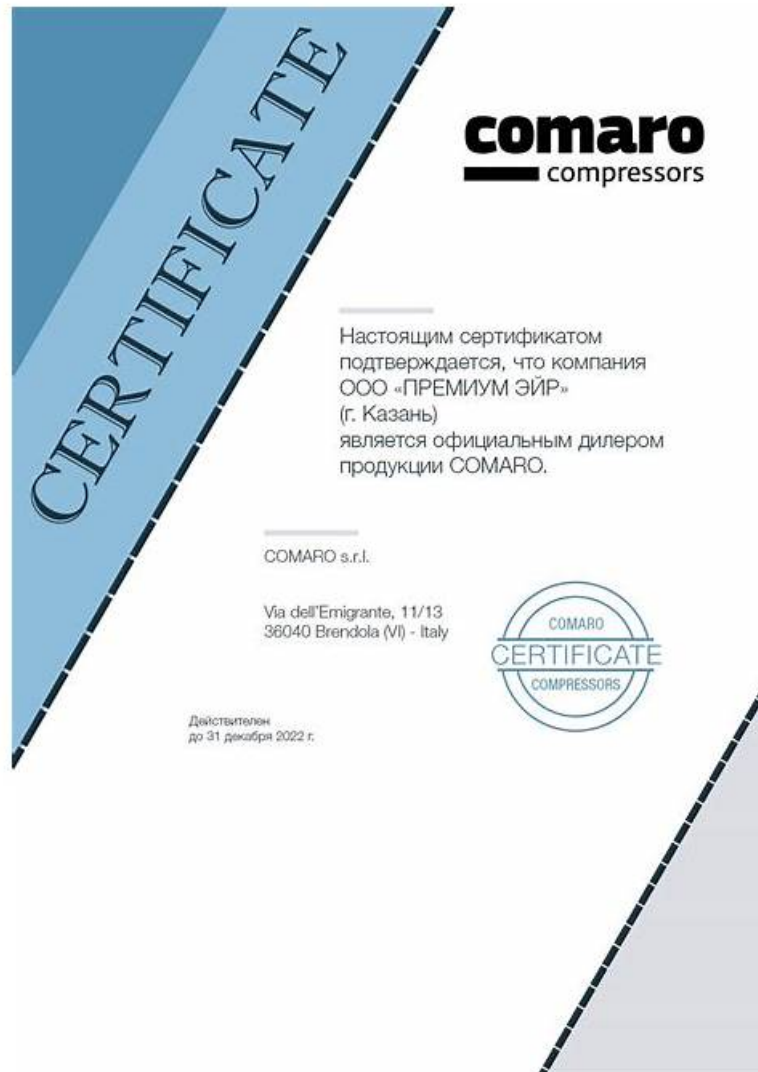 CERTIFICATE
comaro
compressors
Настоящим сертификатом
подтверждается, что компания
ООО «ПРЕМИУМ ЭЙР»
(г. Казань)
является официальным дилером
продукции COMARO.
COMARO s.r.l.
Via dell'Emigrante, 11/13
36040 Brendola (VI) - Italy
COMARO
CERTIFICATE
COMPRESSORS
Действителен
до 31 декабря 2022 г.